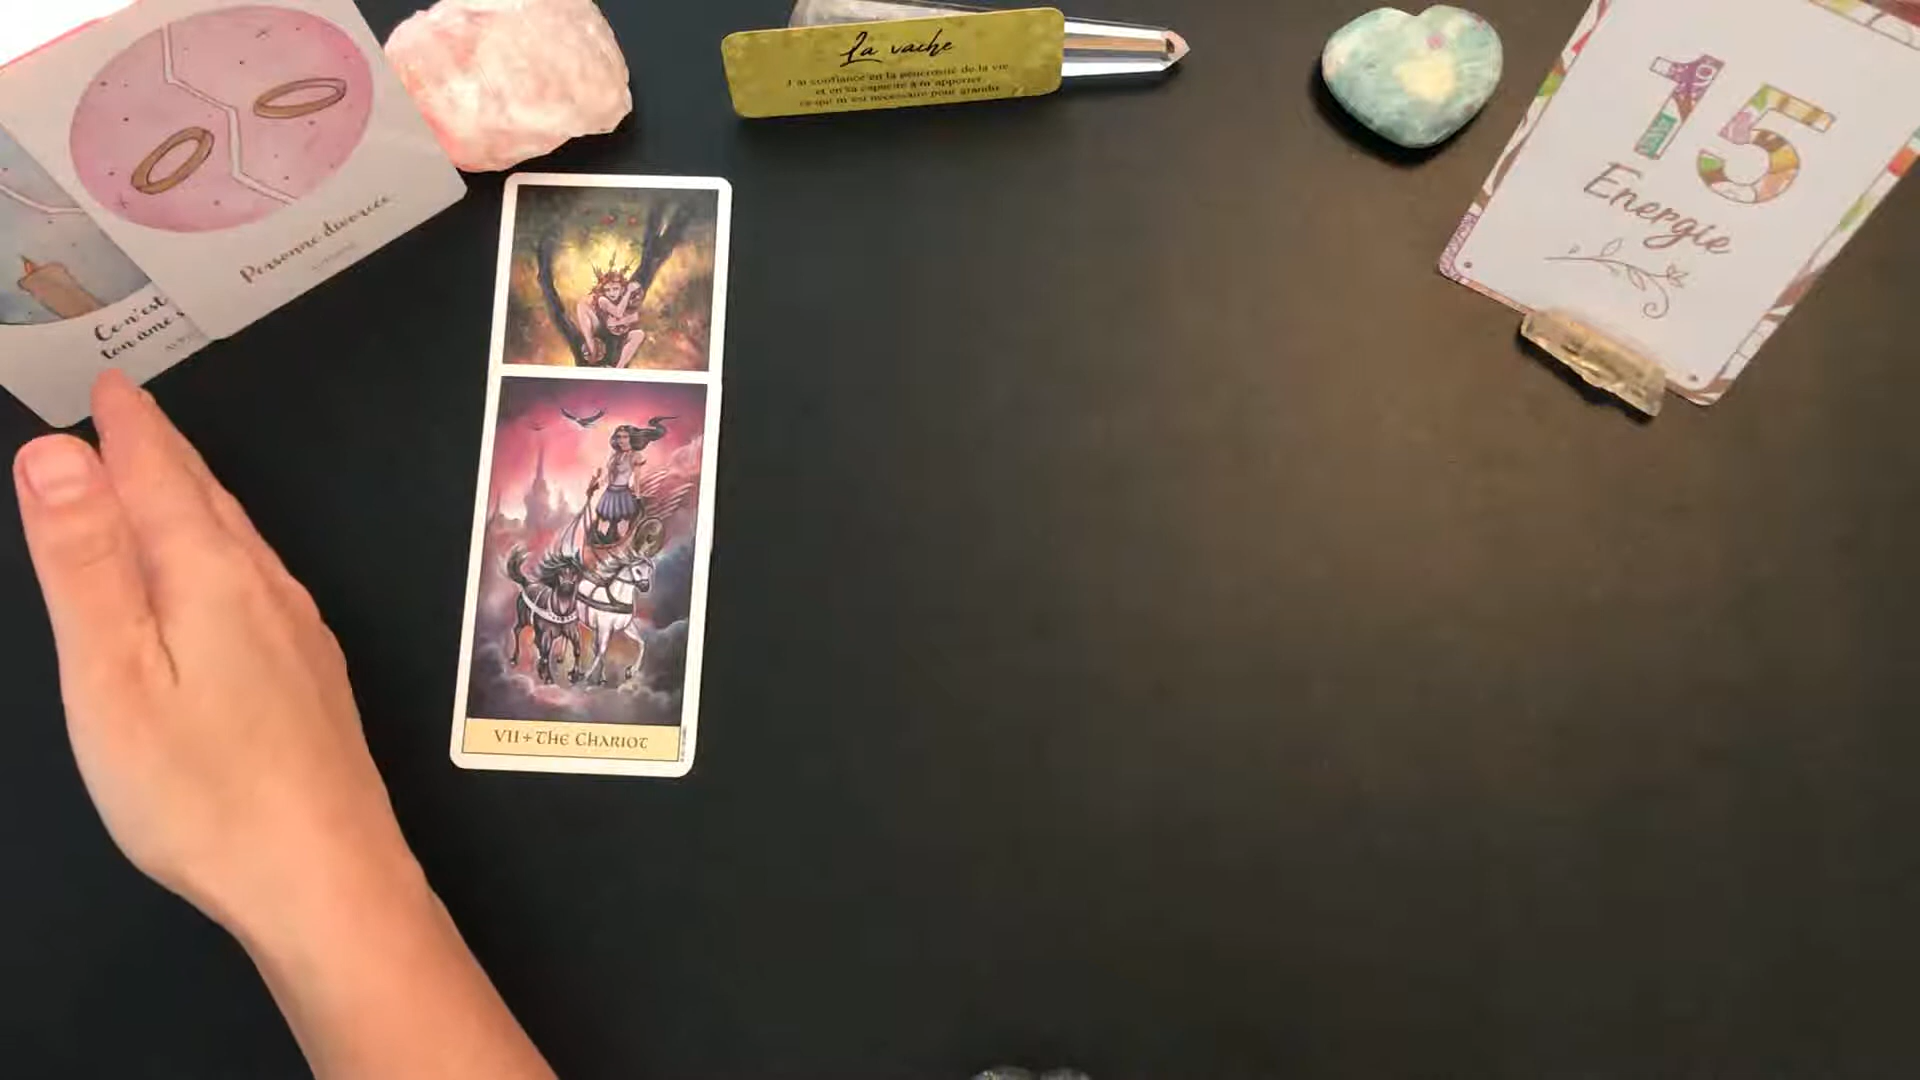 La vache
J'ai confiance en la générosité de la vie
et en sa capacité à m'apporter
ce qui m'est nécessaire pour grandir
15
Energie
Personne divorcée
Ce n'est
ton âme s
VII + THE CHARIOT